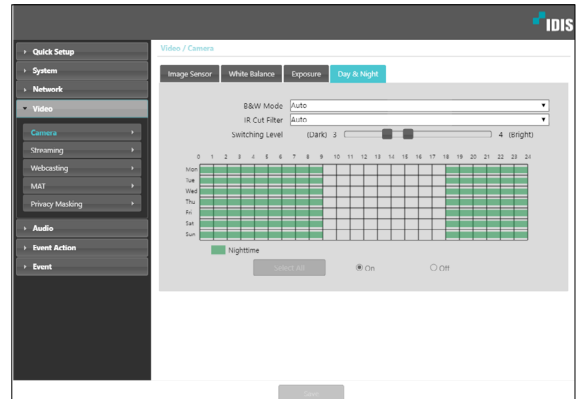 IDIS
Quick Setup
System
Network
Video
Camera
Streaming
Webcasting
MAT
Privacy Masking
Audio
Event Action
Event
Video / Camera
Image Sensor White Balance Exposure Day & Night
B&W Mode Auto
IR Cut Filter Auto
Switching Level (Dark) 3 4 (Bright)
0 1 2 3 4 5 6 7 8 9 10 11 12 13 14 15 16 17 18 19 20 21 22 23 24
Mon
Tue
Wed
Thu
Fri
Sat
Sun
Nighttime
Select All On Off
Save